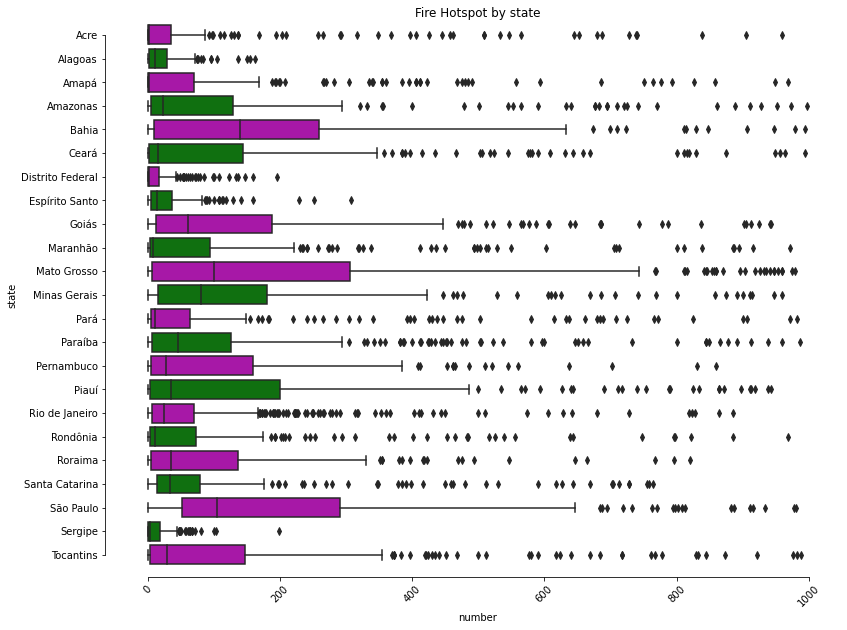 Fire Hotspot by state
Acre
Alagoas
Amapá
Amazonas
Bahia
Ceará
Distrito Federal
Espírito Santo
Goiás
Maranhão
Mato Grosso
Minas Gerais
Pará
Paraíba
Pernambuco
Piauí
Rio de Janeiro
Rondônia
Roraima
Santa Catarina
São Paulo
Sergipe
Tocantins
state
0
200
400
600
800
1000
number